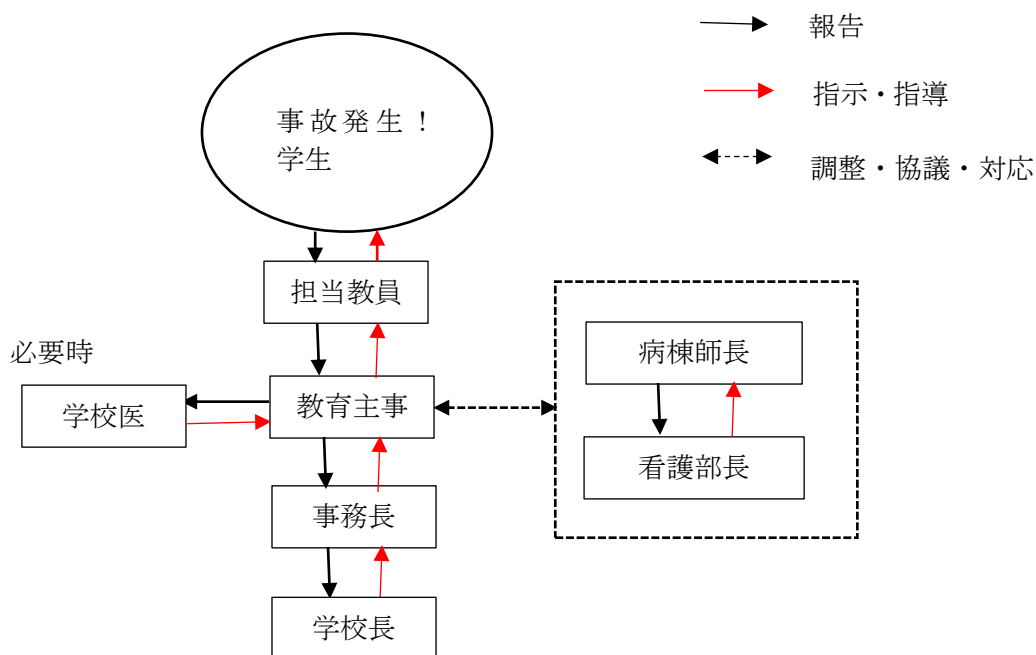 報告
指示・指導
調整・協議・対応
事故発生！
学生
担当教員
必要時
学校医
教育主事
事務長
学校長
病棟師長
看護部長